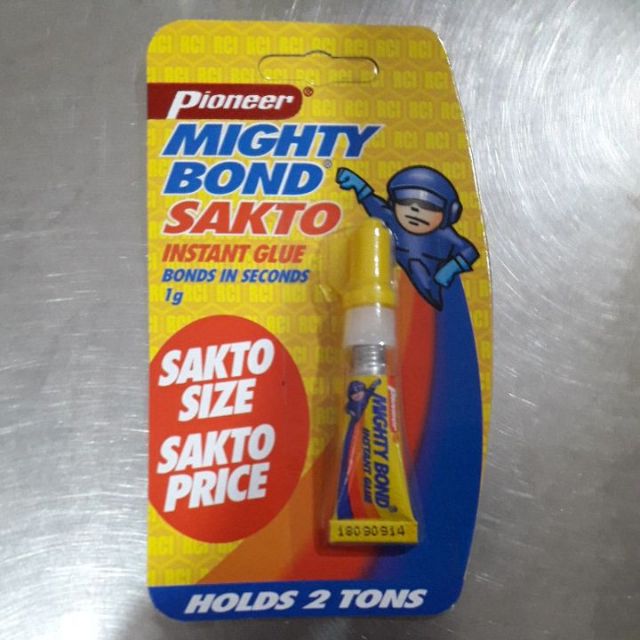 Pioneer®
MIGHTY
BOND®
SAKTO
INSTANT GLUE
BONDS IN SECONDS
1g
SAKTO
SIZE
SAKTO
PRICE
Pioneer
MIGHTY BOND®
INSTANT GLUE
18090914
HOLDS 2 TONS